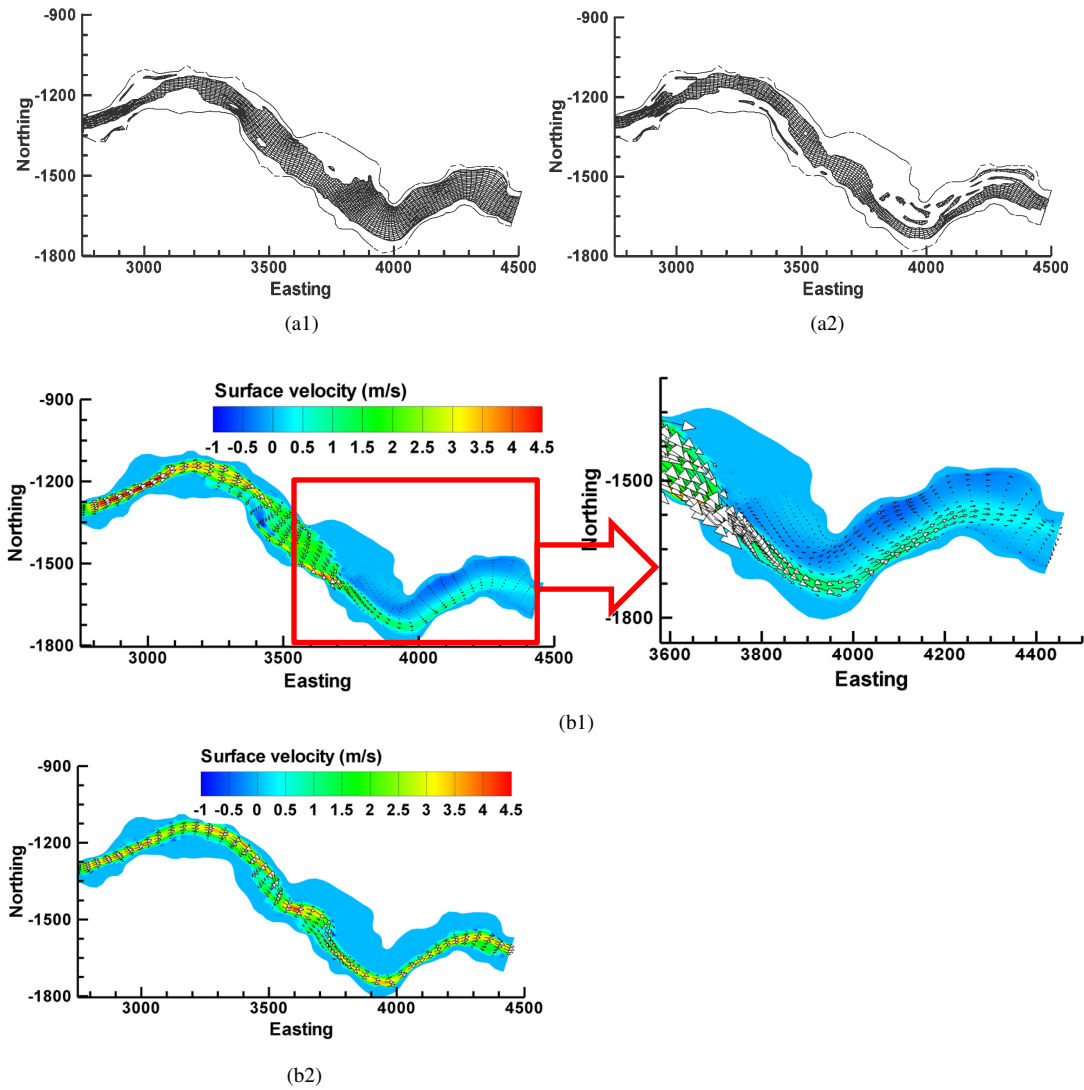 -900
-1200
-1500
-1800
Northing
3000 3500 4000 4500
Easting
(a1)
-900
-1200
-1500
-1800
Northing
3000 3500 4000 4500
Easting
(a2)
Surface velocity (m/s)
-1 -0.5 0 0.5 1 1.5 2 2.5 3 3.5 4 4.5
-900
-1200
-1500
-1800
Northing
3000 3500 4000 4500
Easting
-1500
-1800
Northing
3600 3800 4000 4200 4400
Easting
(b1)
Surface velocity (m/s)
-1 -0.5 0 0.5 1 1.5 2 2.5 3 3.5 4 4.5
-900
-1200
-1500
-1800
Northing
3000 3500 4000 4500
Easting
(b2)